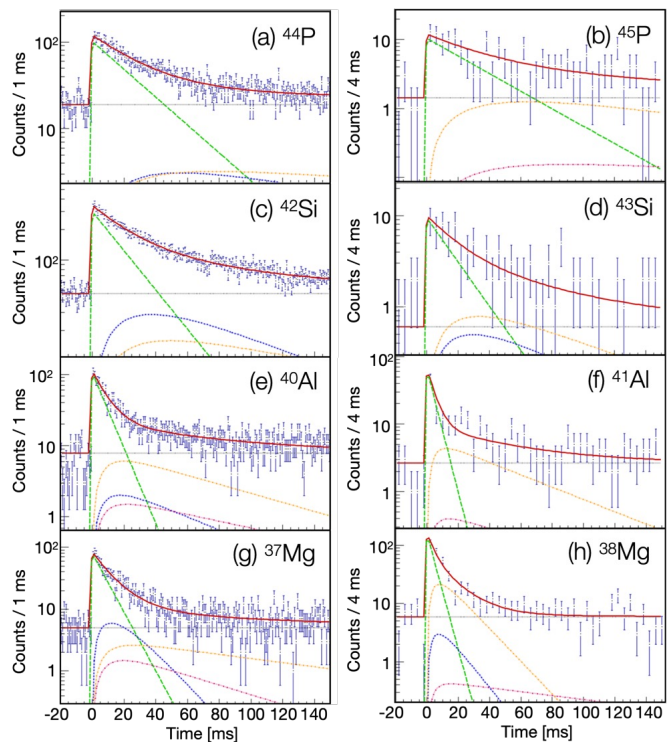 (a) ⁴⁴P
Counts / 1 ms
10²
10
(b) ⁴⁵P
Counts / 4 ms
10
1
(c) ⁴²Si
Counts / 1 ms
10²
(d) ⁴³Si
Counts / 4 ms
10
1
(e) ⁴⁰Al
Counts / 1 ms
10²
10
1
(f) ⁴¹Al
Counts / 4 ms
10²
10
1
(g) ³⁷Mg
Counts / 1 ms
10²
10
1
-20 0 20 40 60 80 100 120 140
Time [ms]
(h) ³⁸Mg
Counts / 4 ms
10²
10
1
-20 0 20 40 60 80 100 120 140
Time [ms]